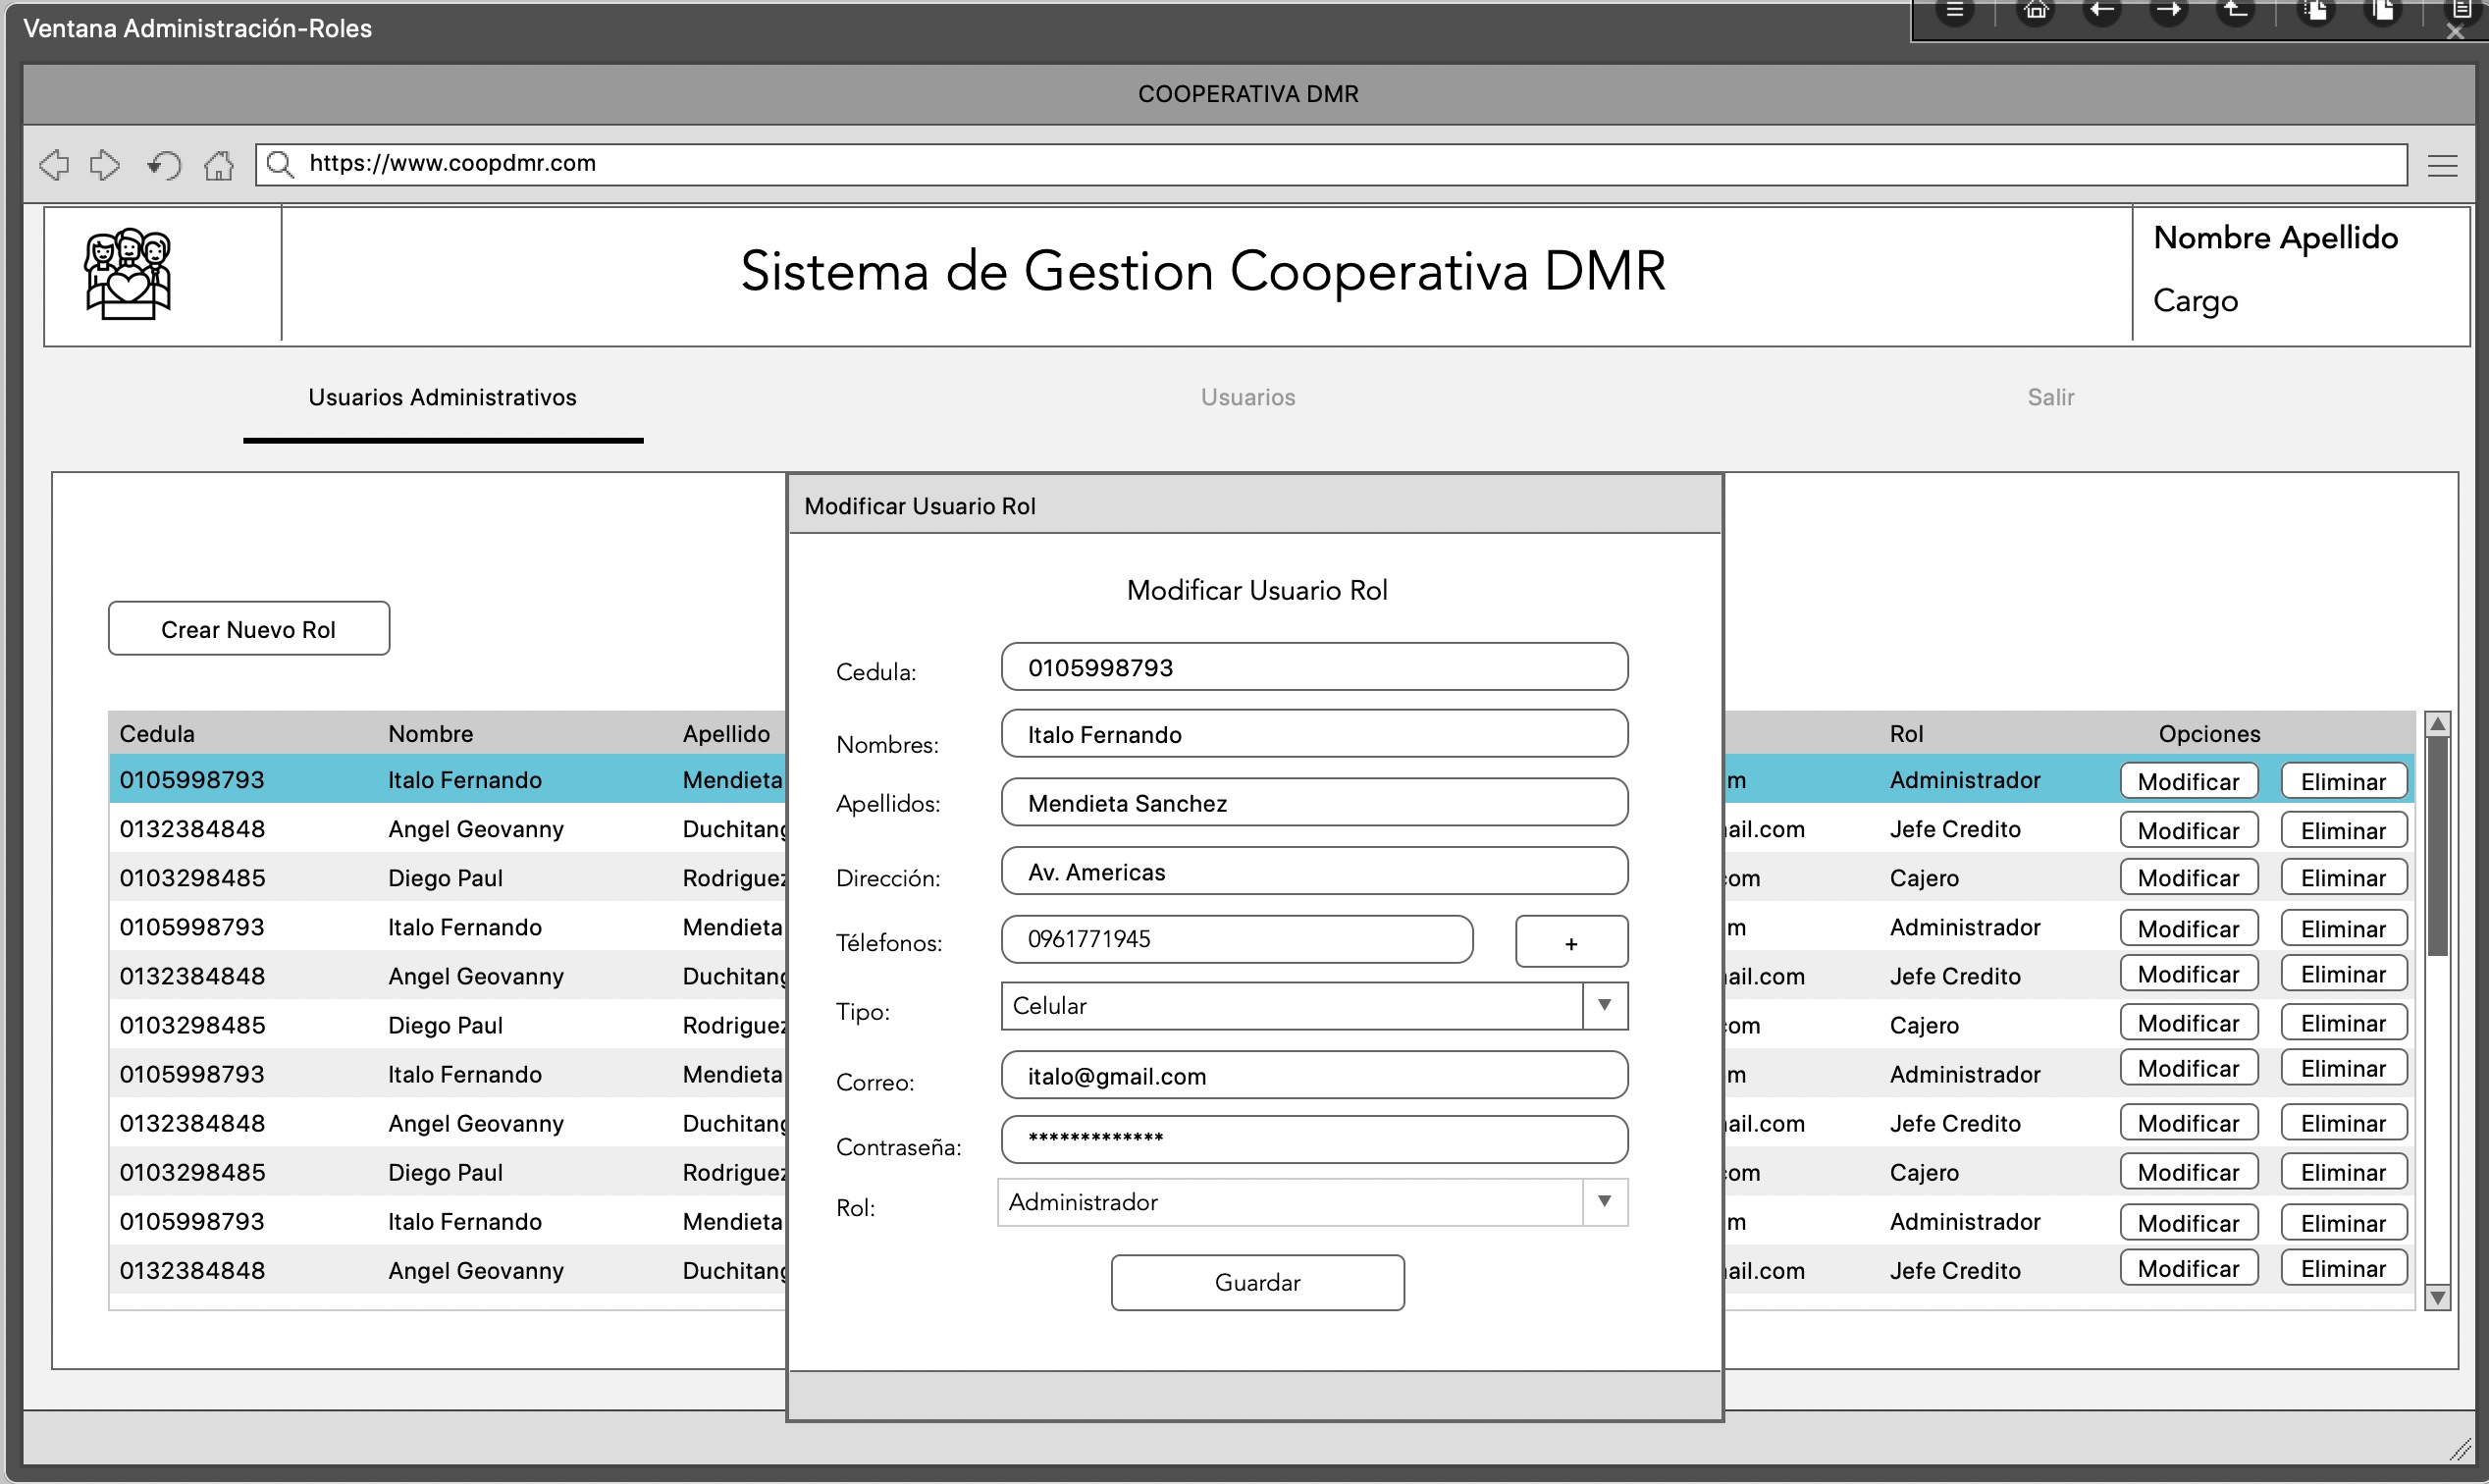 Ventana Administración-Roles
COOPERATIVA DMR
https://www.coopdmr.com
Sistema de Gestion Cooperativa DMR
Nombre Apellido
Cargo
Usuarios Administrativos
Usuarios
Salir
Modificar Usuario Rol
Modificar Usuario Rol
Crear Nuevo Rol
Cedula: 0105998793
Nombres: Italo Fernando
Apellidos: Mendieta Sanchez
Dirección: Av. Americas
Télefonos: 0961771945 +
Tipo: Celular
Correo: italo@gmail.com
Contraseña: *************
Rol: Administrador
Guardar
Cedula Nombre Apellido Rol Opciones
0105998793 Italo Fernando Mendieta m Administrador Modificar Eliminar
0132384848 Angel Geovanny Duchitang ail.com Jefe Credito Modificar Eliminar
0103298485 Diego Paul Rodriguez com Cajero Modificar Eliminar
0105998793 Italo Fernando Mendieta m Administrador Modificar Eliminar
0132384848 Angel Geovanny Duchitang ail.com Jefe Credito Modificar Eliminar
0103298485 Diego Paul Rodriguez com Cajero Modificar Eliminar
0105998793 Italo Fernando Mendieta m Administrador Modificar Eliminar
0132384848 Angel Geovanny Duchitang ail.com Jefe Credito Modificar Eliminar
0103298485 Diego Paul Rodriguez com Cajero Modificar Eliminar
0105998793 Italo Fernando Mendieta m Administrador Modificar Eliminar
0132384848 Angel Geovanny Duchitang ail.com Jefe Credito Modificar Eliminar